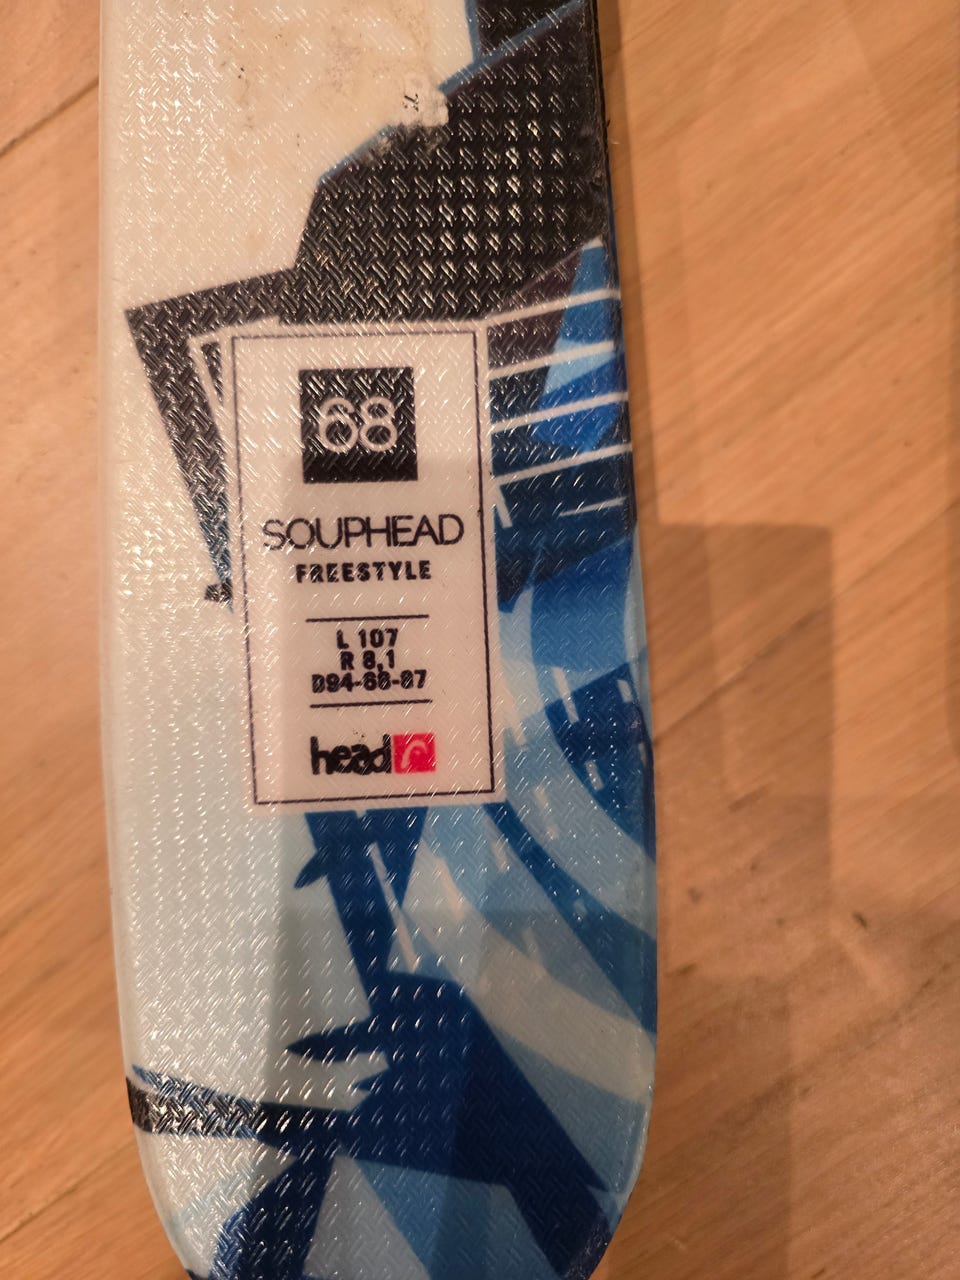 68
SOUPHEAD
FREESTYLE
L 107
R 8,1
D94-68-87
head